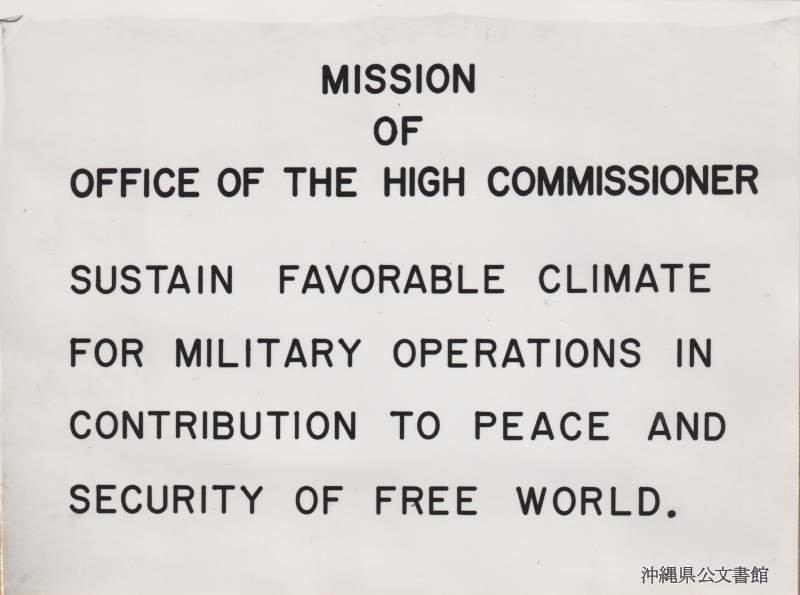 MISSION
OF
OFFICE OF THE HIGH COMMISSIONER
SUSTAIN FAVORABLE CLIMATE
FOR MILITARY OPERATIONS IN
CONTRIBUTION TO PEACE AND
SECURITY OF FREE WORLD.
沖縄県公文書館